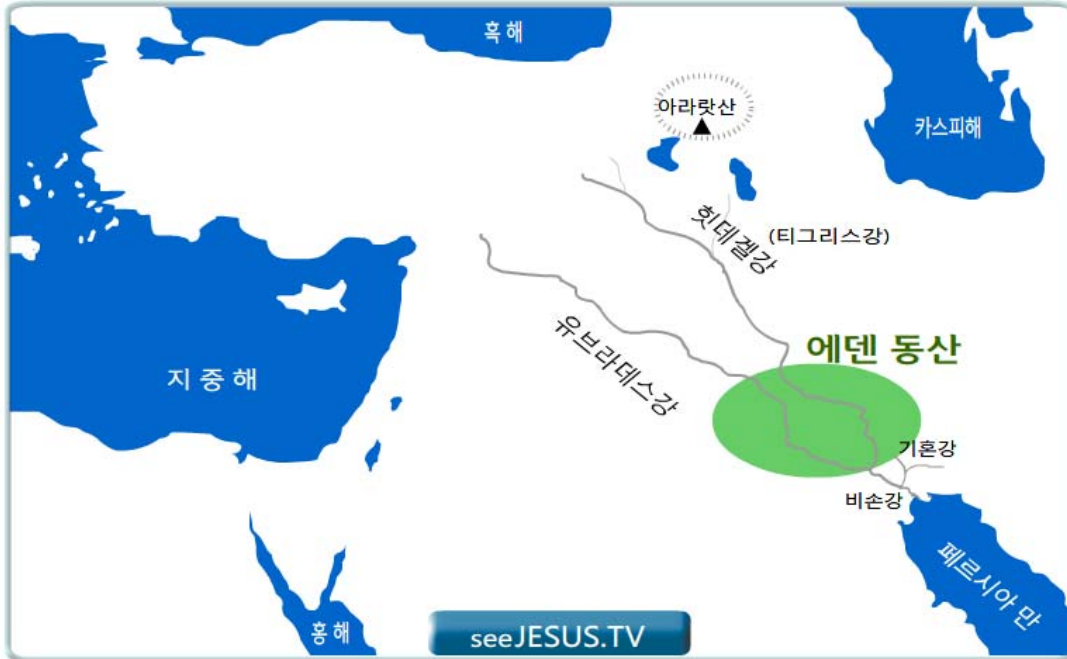 흑해
아라랏산
카스피해
힛데겔강
(티그리스강)
유브라데스강
에덴 동산
지중해
기혼강
비손강
페르시아 만
홍해
seeJESUS.TV